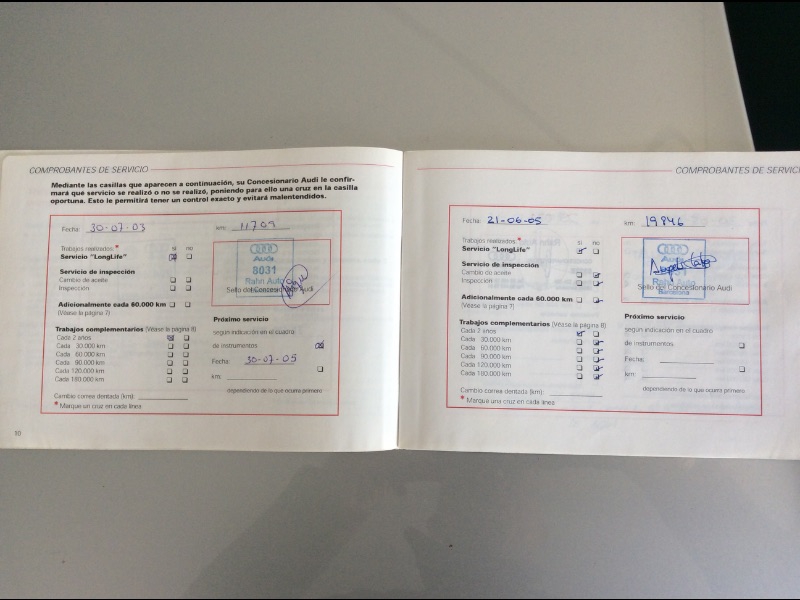 COMPROBANTES DE SERVICIO
Mediante las casillas que aparecen a continuación, su Concesionario Audi le confir-
mará qué servicio se realizó o no se realizó, poniendo para ello una cruz en la casilla
oportuna. Esto le permitirá tener un control exacto y evitará malentendidos.
Fecha: 30-07-03 km: 11709
Trabajos realizados:* si no
Servicio "LongLife"
Servicio de inspección
Cambio de aceite
Inspección
Adicionalmente cada 60.000 km
(Véase la página 7)
Trabajos complementarios (Véase la página 8)
Cada 2 años
Cada 30.000 km
Cada 60.000 km
Cada 90.000 km
Cada 120.000 km
Cada 180.000 km
Cambio correa dentada (km):
* Marque un cruz en cada linea
Audi
8031
Ralvi Auto
Sello del Concesionario Audi
Próximo servicio
según indicación en el cuadro
de instrumentos
Fecha: 30-07-05
km:
dependiendo de lo que ocurra primero
COMPROBANTES DE SERVICI
Fecha: 21-06-05 km: 19846
Trabajos realizados:* si no
Servicio "LongLife"
Servicio de inspección
Cambio de aceite
Inspección
Adicionalmente cada 60.000 km
(Véase la página 7)
Trabajos complementarios (Véase la página 8)
Cada 2 años
Cada 30.000 km
Cada 60.000 km
Cada 90.000 km
Cada 120.000 km
Cada 180.000 km
Cambio correa dentada (km):
* Marque una cruz en cada linea
Audi
Ralvi Auto
Barcelona
Sello del Concesionario Audi
Próximo servicio
según indicación en el cuadro
de instrumentos
Fecha:
km:
dependiendo de lo que ocurra primero